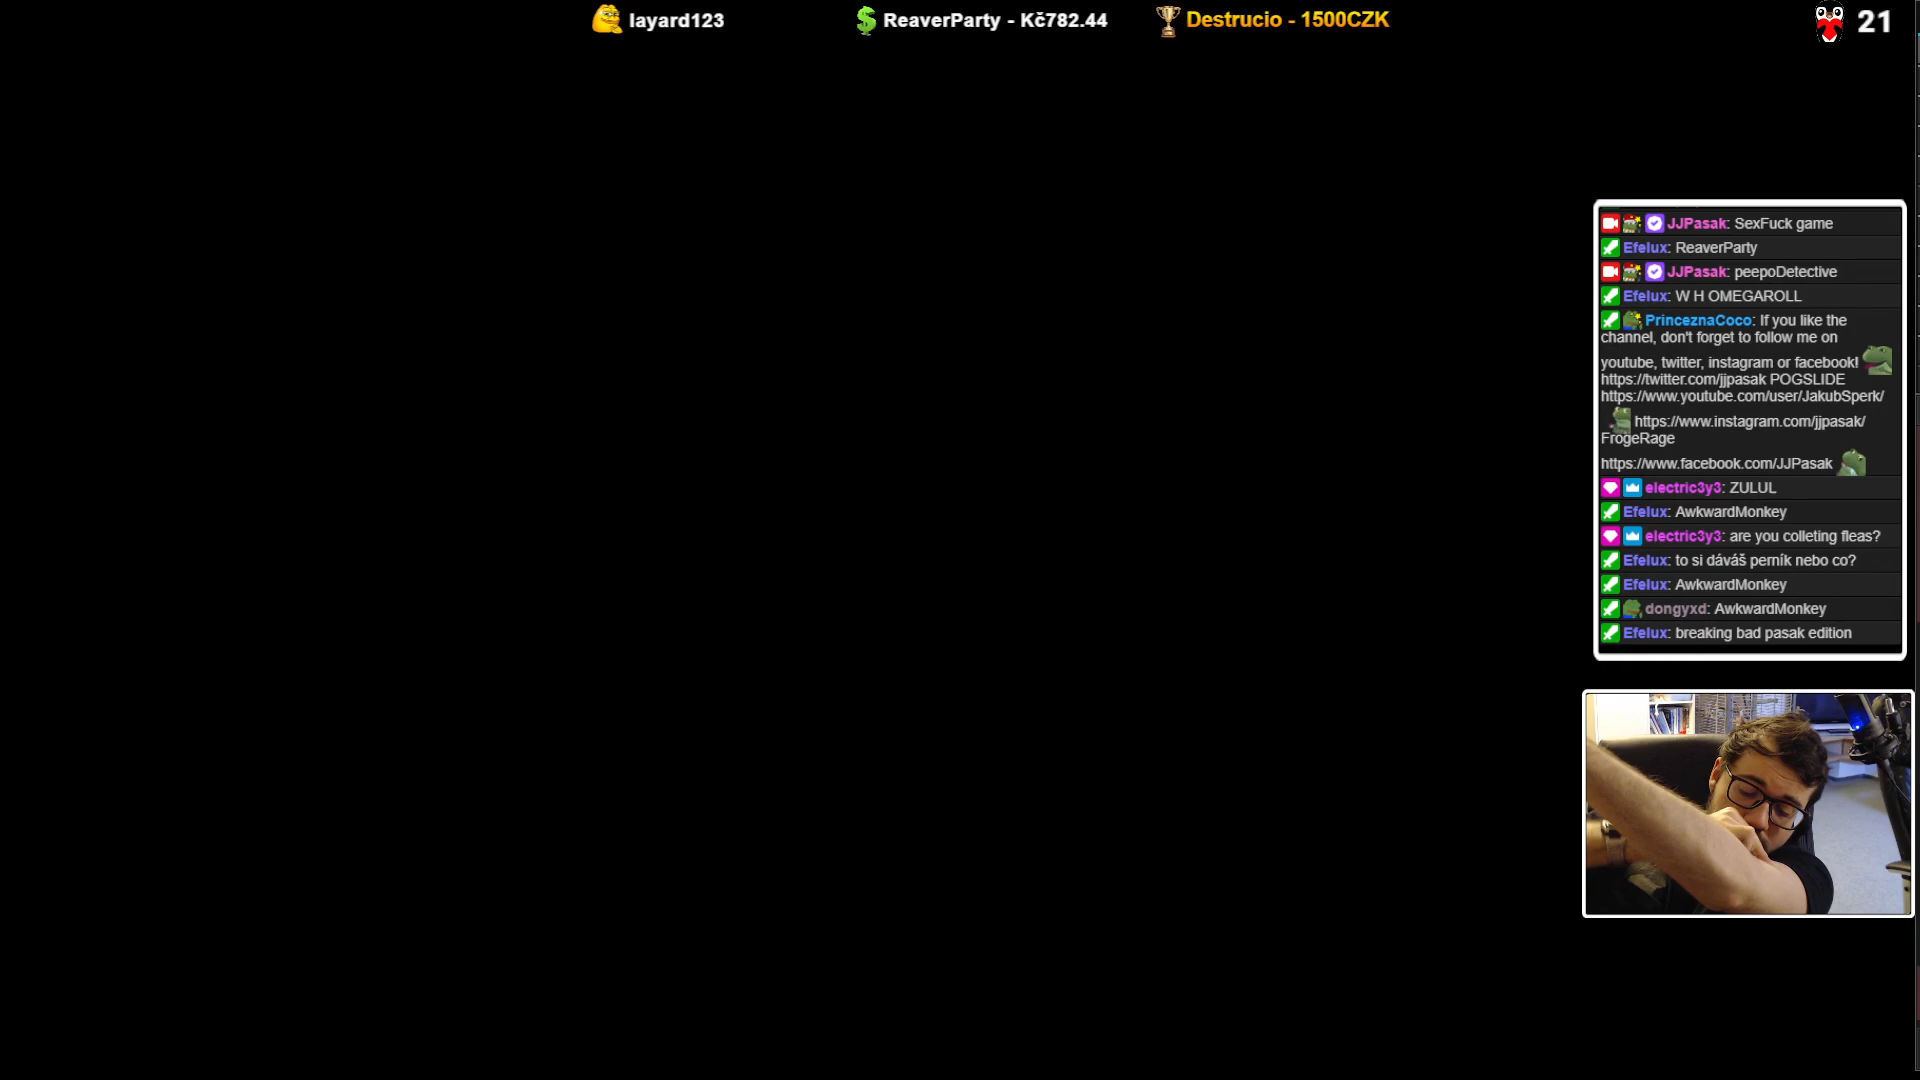 layard123
ReaverParty - Kč782.44
Destrucio - 1500CZK
21
JJPasak: SexFuck game
Efelux: ReaverParty
JJPasak: peepoDetective
Efelux: W H OMEGAROLL
PrinceznaCoco: If you like the
channel, don't forget to follow me on
youtube, twitter, instagram or facebook!
https://twitter.com/jjpasak POGSLIDE
https://www.youtube.com/user/JakubSperk/
https://www.instagram.com/jjpasak/
FrogeRage
https://www.facebook.com/JJPasak
electric3y3: ZULUL
Efelux: AwkwardMonkey
electric3y3: are you colleting fleas?
Efelux: to si dáváš perník nebo co?
Efelux: AwkwardMonkey
dongyxd: AwkwardMonkey
Efelux: breaking bad pasak edition